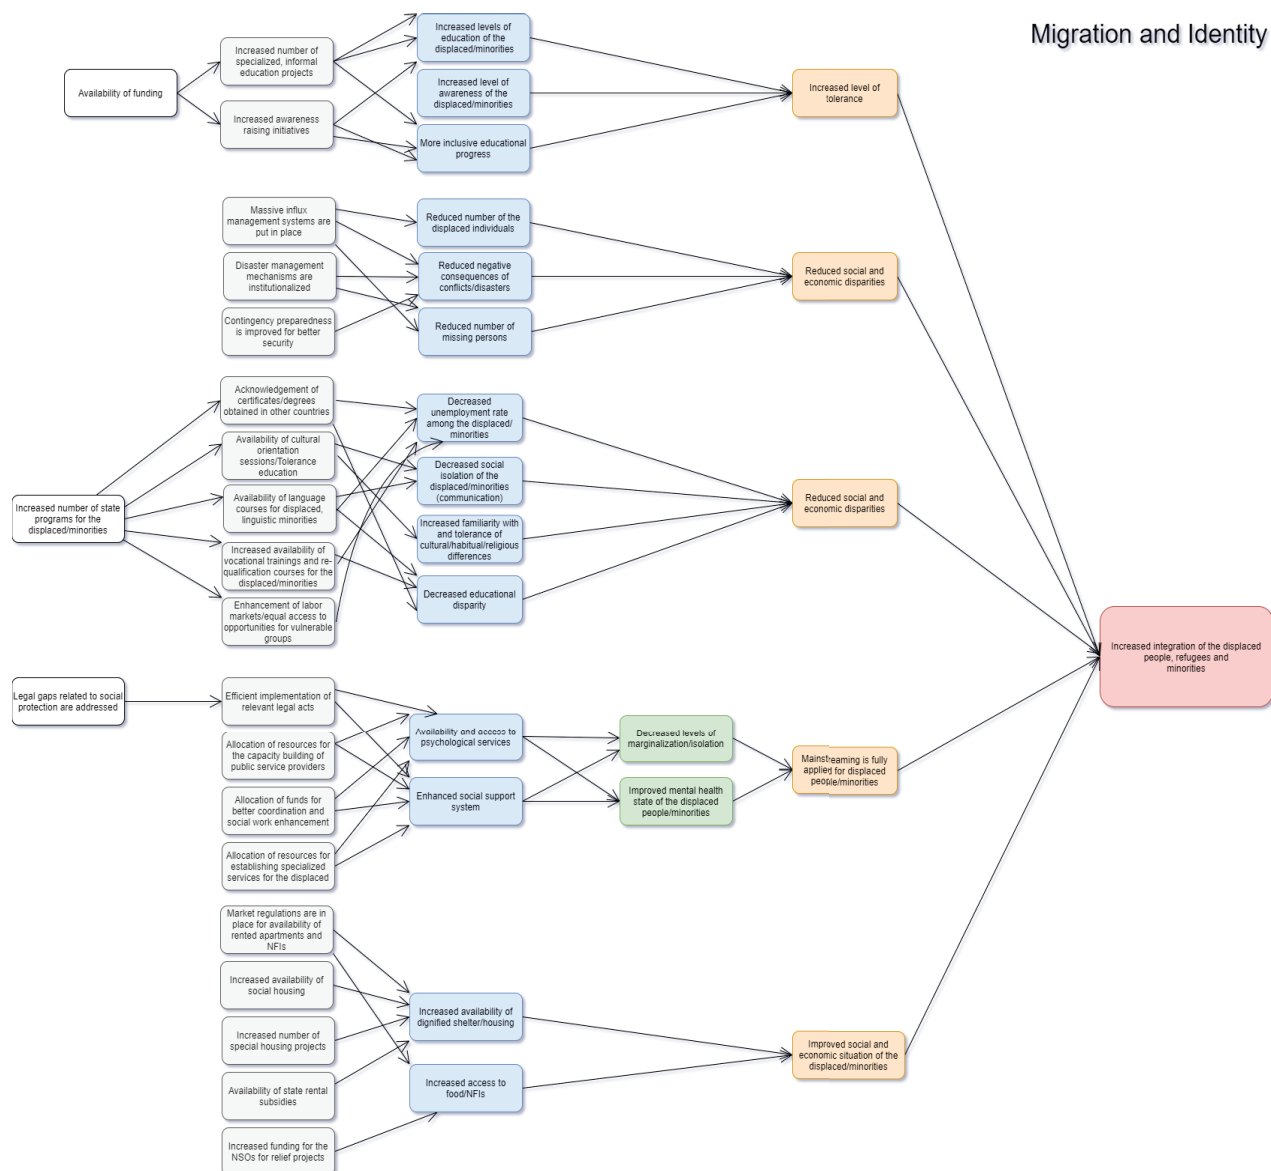 Migration and Identity
Availability of funding
Increased number of
specialized, informal
education projects
Increased awareness
raising initiatives
Increased levels of
education of the
displaced/minorities
Increased level of
awareness of the
displaced/minorities
More inclusive educational
progress
Increased level of
tolerance
Massive influx
management systems are
put in place
Disaster management
mechanisms are
institutionalized
Contingency preparedness
is improved for better
security
Reduced number of the
displaced individuals
Reduced negative
consequences of
conflicts/disasters
Reduced number of
missing persons
Reduced social and
economic disparities
Increased number of state
programs for the
displaced/minorities
Acknowledgement of
certificates/degrees
obtained in other countries
Availability of cultural
orientation
sessions/Tolerance
education
Availability of language
courses for displaced,
linguistic minorities
Increased availability of
vocational trainings and re-
qualification courses for the
displaced/minorities
Enhancement of labor
markets/equal access to
opportunities for vulnerable
groups
Decreased
unemployment rate
among the displaced/
minorities
Decreased social
isolation of the
displaced/minorities
(communication)
Increased familiarity with
and tolerance of
cultural/habitual/religious
differences
Decreased educational
disparity
Reduced social and
economic disparities
Increased integration of the displaced
people, refugees and
minorities
Legal gaps related to social
protection are addressed
Efficient implementation of
relevant legal acts
Allocation of resources for
the capacity building of
public service providers
Allocation of funds for
better coordination and
social work enhancement
Allocation of resources for
establishing specialized
services for the displaced
Availability and access to
psychological services
Enhanced social support
system
Decreased levels of
marginalization/isolation
Improved mental health
state of the displaced
people/minorities
Mainstreaming is fully
applied for displaced
people/minorities
Market regulations are in
place for availability of
rented apartments and
NFIs
Increased availability of
social housing
Increased number of
special housing projects
Availability of state rental
subsidies
Increased funding for the
NSOs for relief projects
Increased availability of
dignified shelter/housing
Increased access to
food/NFIs
Improved social and
economic situation of the
displaced/minorities